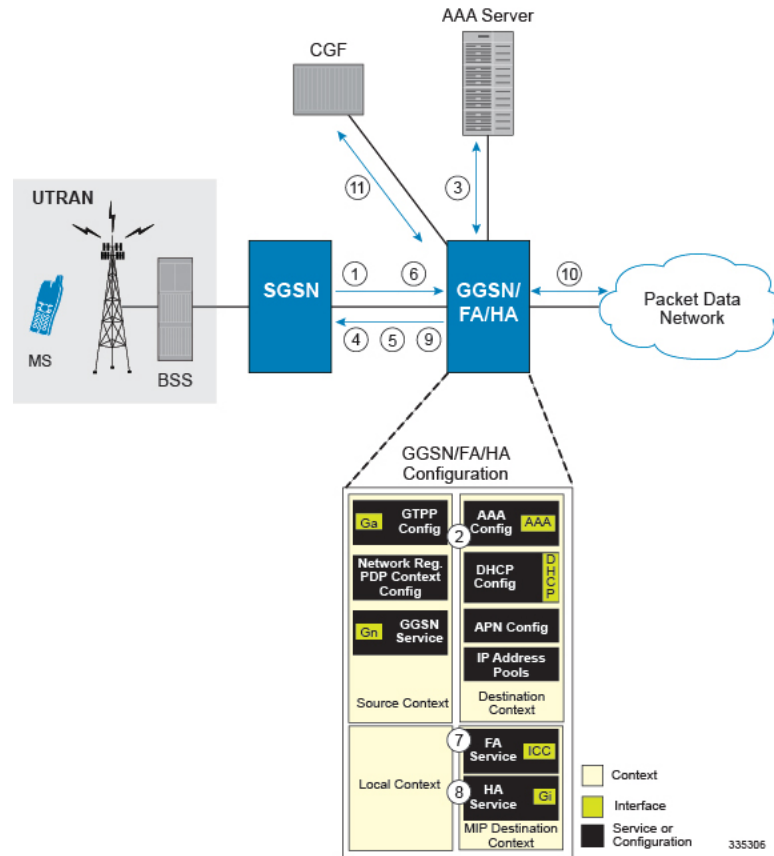 AAA Server
CGF
11
3
UTRAN
SGSN
1
6
GGSN/
FA/HA
10
Packet Data
Network
4
5
9
MS
BSS
GGSN/FA/HA
Configuration
Ga
GTPP
Config
2
AAA
Config
AAA
Network Reg.
PDP Context
Config
DHCP
Config
D
H
C
P
Gn
GGSN
Service
APN Config
IP Address
Pools
Source Context
Destination
Context
7
FA
Service
ICC
Local Context
8
HA
Service
Gi
MIP Destination
Context
Context
Interface
Service or
Configuration
335306